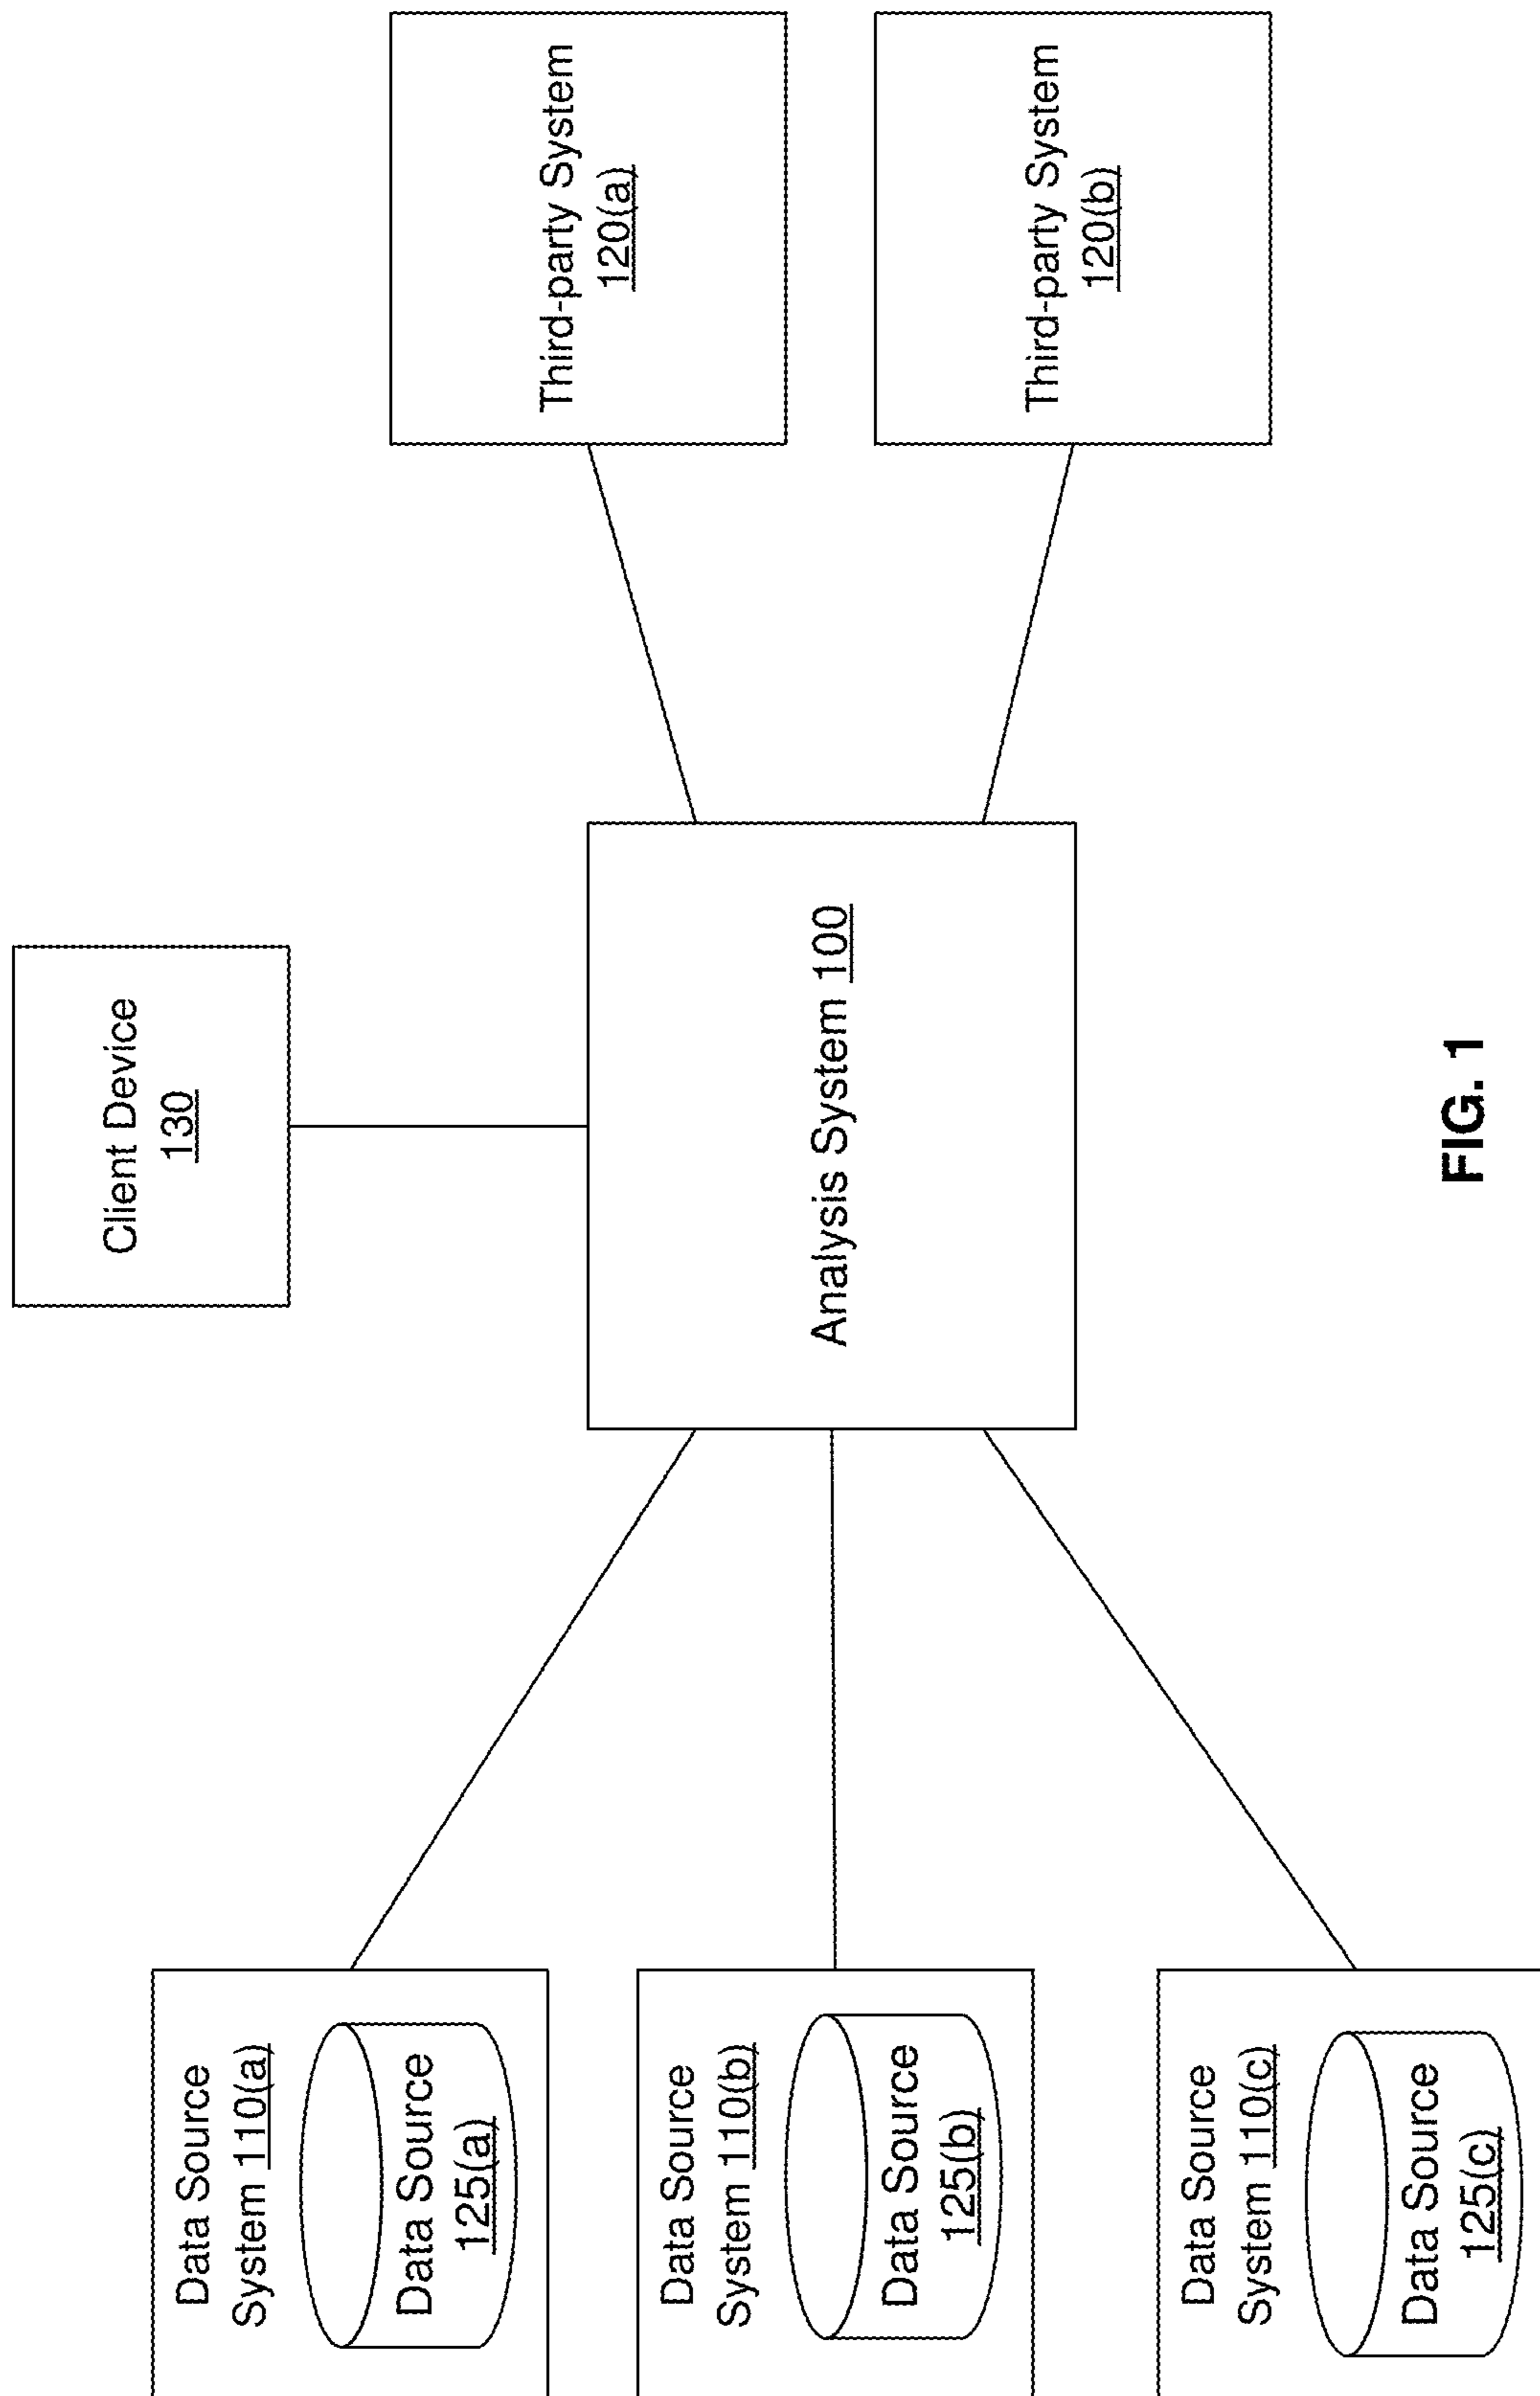 Client Device
130
Data Source
System 110(a)
Data Source
125(a)
Third-party System
120(a)
Analysis System 100
Data Source
System 110(b)
Data Source
125(b)
Third-party System
120(b)
Data Source
System 110(c)
Data Source
125(c)
FIG. 1